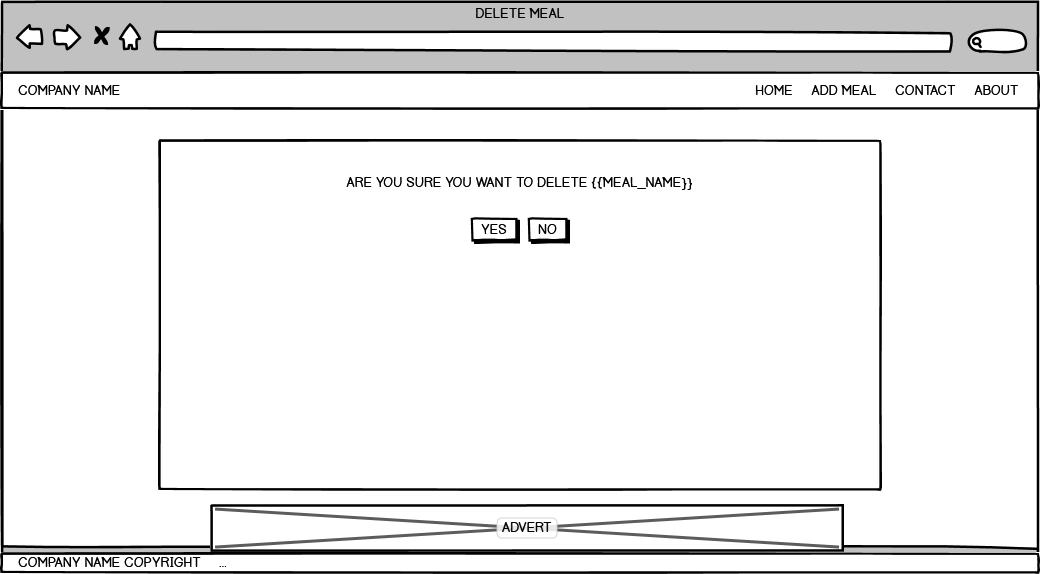 DELETE MEAL
COMPANY NAME HOME ADD MEAL CONTACT ABOUT
ARE YOU SURE YOU WANT TO DELETE {{MEAL_NAME}}
YES NO
ADVERT
COMPANY NAME COPYRIGHT ...